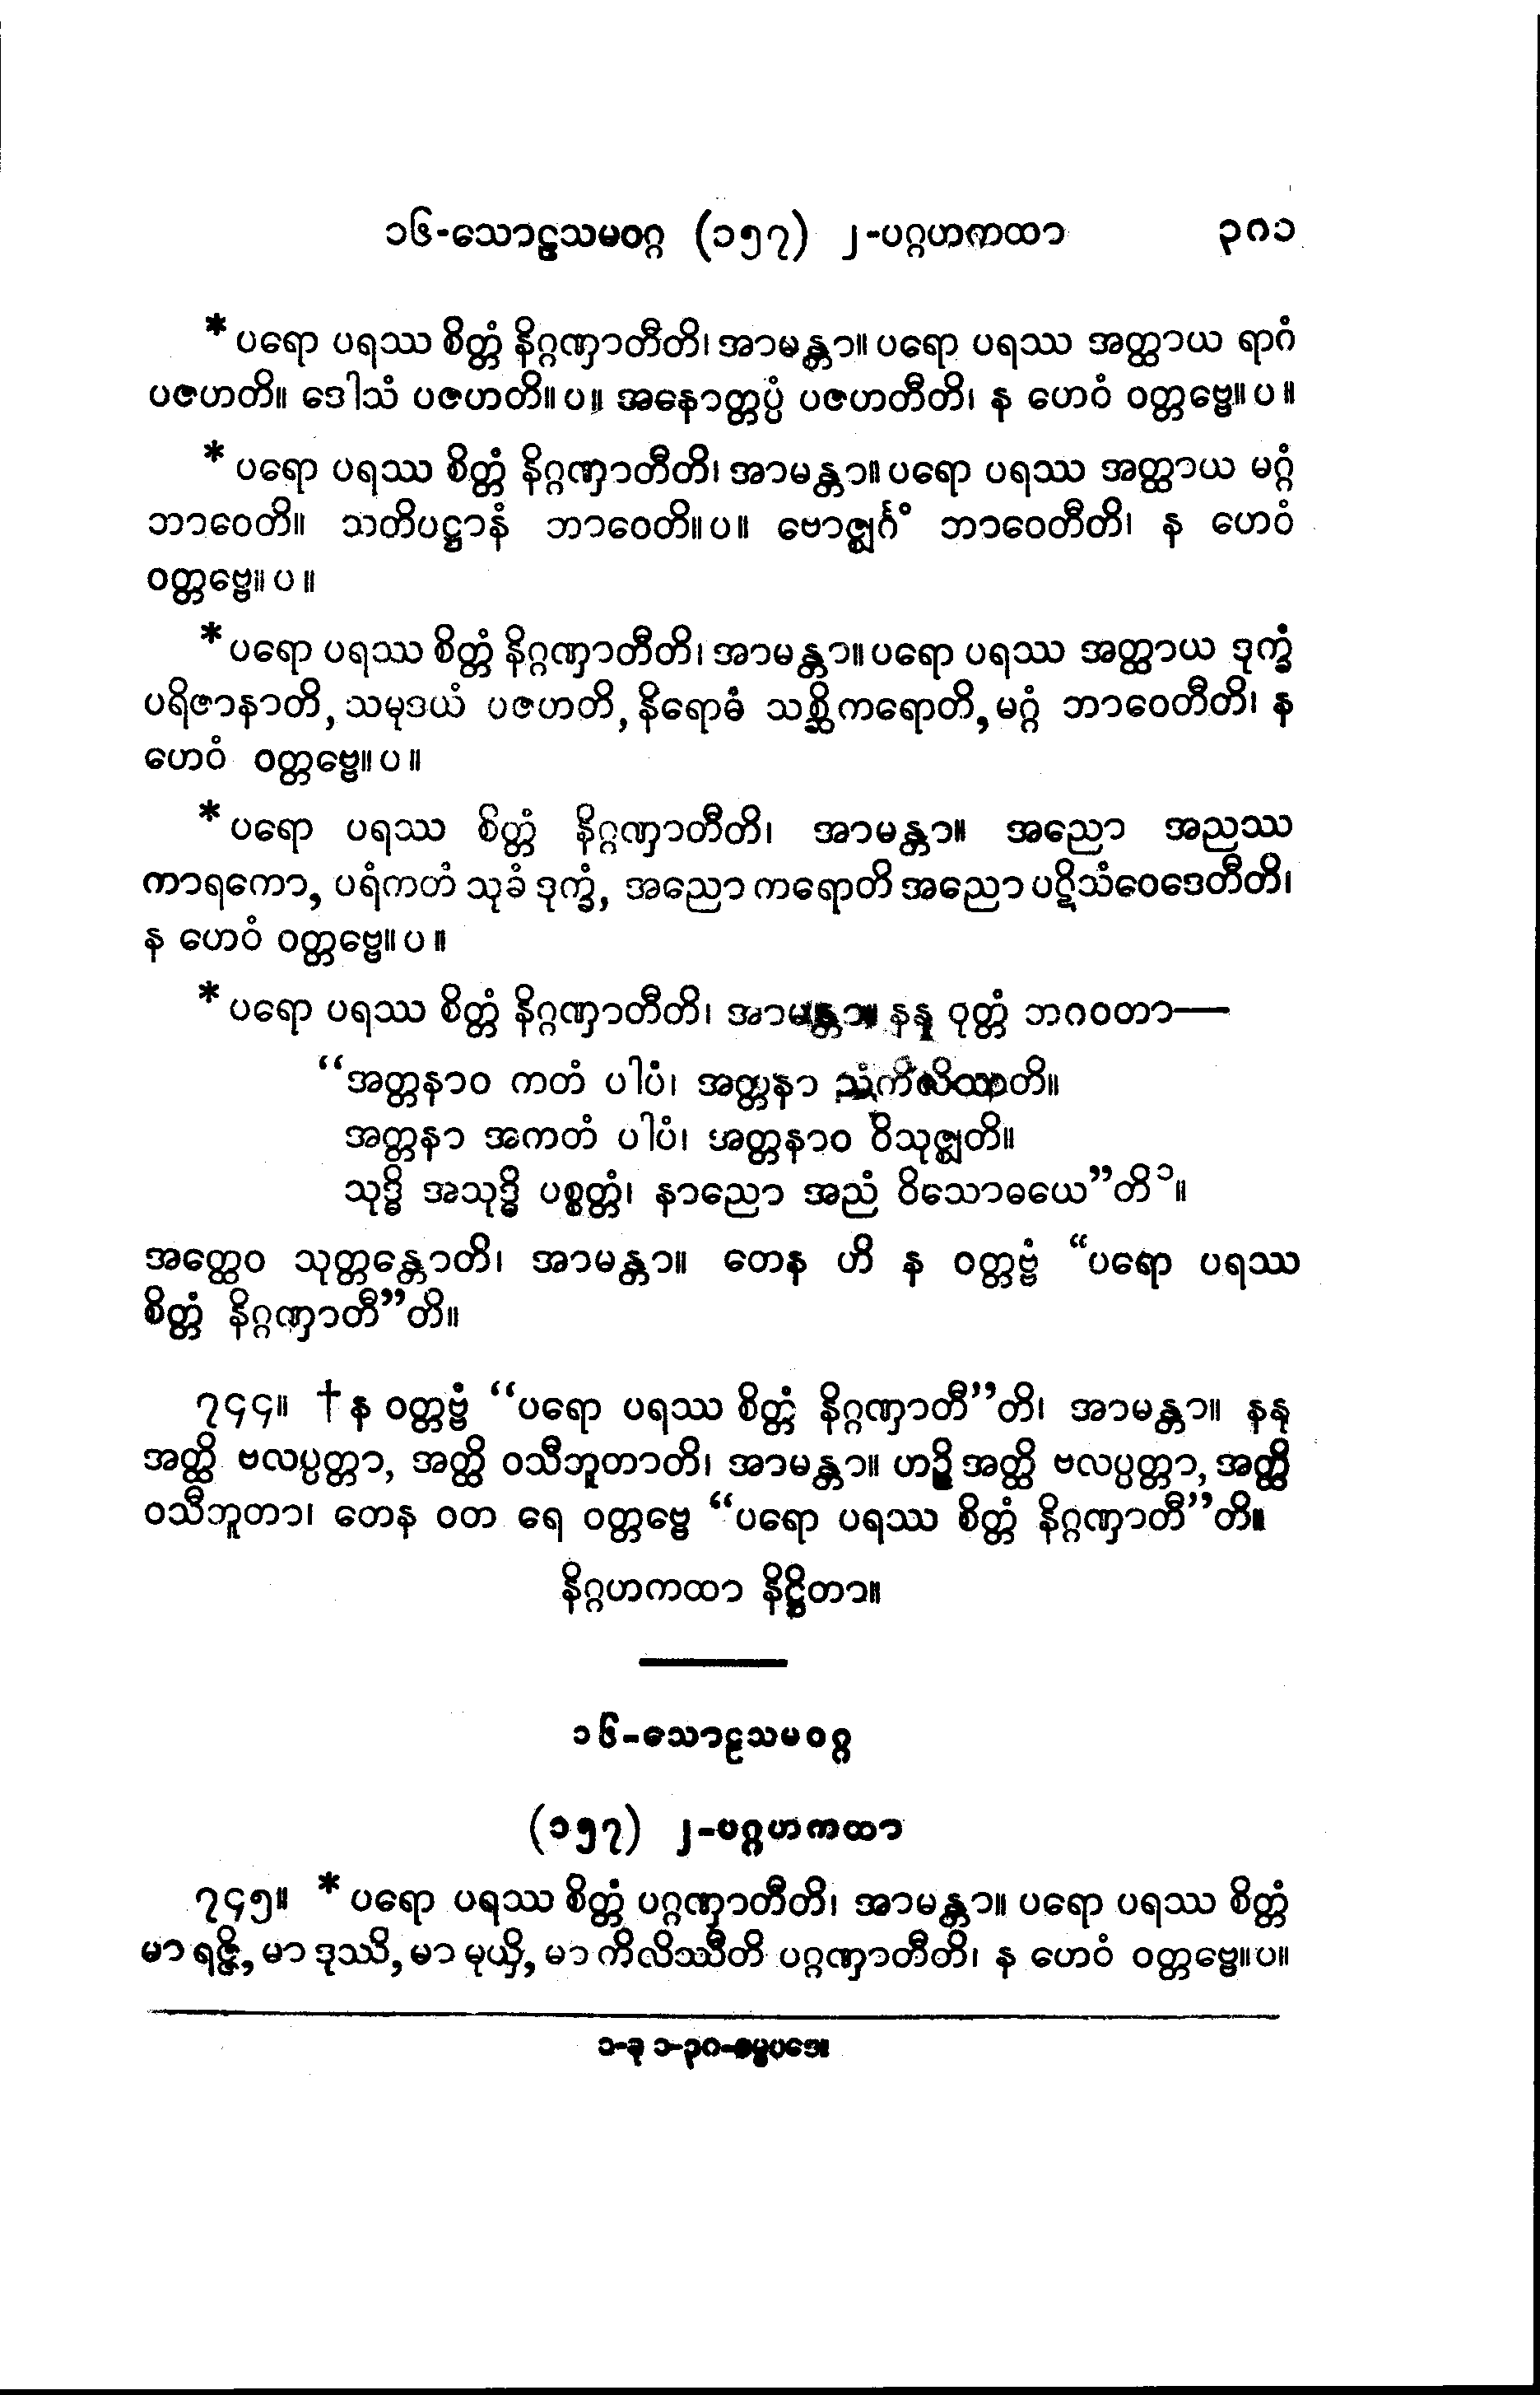 ၁၆-သောဠသမဝဂ္ဂ (၁၅၇) ၂-ပဂ္ဂဟကထာ ၃၈၁
*ပရော ပရဿ စိတ္တံ နိဂ္ဂဏှာတီတိ၊ အာမန္တာ။ ပရော ပရဿ အတ္ထာယ ရာဂံ
ပဇဟတိ။ ဒေါသံ ပဇဟတိ။ ပ။ အနောတ္တပ္ပံ ပဇဟတီတိ၊ န ဟေဝံ ဝတ္တဗ္ဗေ။ ပ။
*ပရော ပရဿ စိတ္တံ နိဂ္ဂဏှာတီတိ၊ အာမန္တာ။ ပရော ပရဿ အတ္ထာယ မဂ္ဂံ
ဘာဝေတိ။ သတိပဋ္ဌာနံ ဘာဝေတိ။ ပ။ ဗောဇ္ဈင်္ဂံ ဘာဝေတီတိ၊ န ဟေဝံ
ဝတ္တဗ္ဗေ။ ပ။
*ပရော ပရဿ စိတ္တံ နိဂ္ဂဏှာတီတိ၊ အာမန္တာ။ ပရော ပရဿ အတ္ထာယ ဒုက္ခံ
ပရိဇာနာတိ, သမုဒယံ ပဇဟတိ, နိရောဓံ သစ္ဆိကရောတိ, မဂ္ဂံ ဘာဝေတီတိ၊ န
ဟေဝံ ဝတ္တဗ္ဗေ။ ပ။
*ပရော ပရဿ စိတ္တံ နိဂ္ဂဏှာတီတိ၊ အာမန္တာ။ အညော အညဿ
ကာရကော, ပရံကတံ သုခံ ဒုက္ခံ, အညော ကရောတိ အညော ပဋိသံဝေဒေတီတိ၊
န ဟေဝံ ဝတ္တဗ္ဗေ။ ပ။
*ပရော ပရဿ စိတ္တံ နိဂ္ဂဏှာတီတိ၊ အာမန္တာ။ နနု ဝုတ္တံ ဘဂဝတာ—
“အတ္တနာဝ ကတံ ပါပံ၊ အတ္တနာ သံကိလိဿတိ။
အတ္တနာ အကတံ ပါပံ၊ အတ္တနာဝ ဝိသုဇ္ဈတိ။
သုဒ္ဓိ အသုဒ္ဓိ ပစ္စတ္တံ၊ နာညော အညံ ဝိသောဓယေ”တိ၁။
အတ္ထေဝ သုတ္တန္တောတိ၊ အာမန္တာ။ တေန ဟိ န ဝတ္တဗ္ဗံ “ပရော ပရဿ
စိတ္တံ နိဂ္ဂဏှာတီ”တိ။
၇၄၄။ †န ဝတ္တဗ္ဗံ “ပရော ပရဿ စိတ္တံ နိဂ္ဂဏှာတီ”တိ၊ အာမန္တာ။ နနု
အတ္ထိ ဗလပ္ပတ္တာ, အတ္ထိ ဝသီဘူတာတိ၊ အာမန္တာ။ ဟဉ္စိ အတ္ထိ ဗလပ္ပတ္တာ, အတ္ထိ
ဝသီဘူတာ၊ တေန ဝတ ရေ ဝတ္တဗ္ဗေ “ပရော ပရဿ စိတ္တံ နိဂ္ဂဏှာတီ”တိ။
နိဂ္ဂဟကထာ နိဋ္ဌိတာ။
၁၆-သောဠသမဝဂ္ဂ
(၁၅၇) ၂-ပဂ္ဂဟကထာ
၇၄၅။ *ပရော ပရဿ စိတ္တံ ပဂ္ဂဏှာတီတိ၊ အာမန္တာ။ ပရော ပရဿ စိတ္တံ
မာ ရဇ္ဇိ, မာ ဒုဿိ, မာ မုယှိ, မာ ကိလိဿီတိ ပဂ္ဂဏှာတီတိ၊ န ဟေဝံ ဝတ္တဗ္ဗေ။ ပ။
၁-ခု ၁-၃၈-ဓမ္မပဒေ။